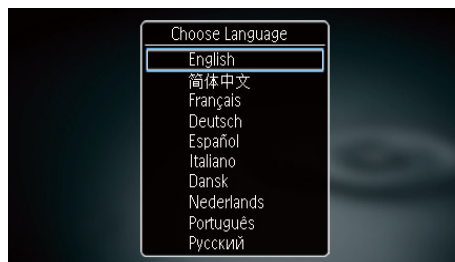 Choose Language
English
简体中文
Français
Deutsch
Español
Italiano
Dansk
Nederlands
Português
Русский